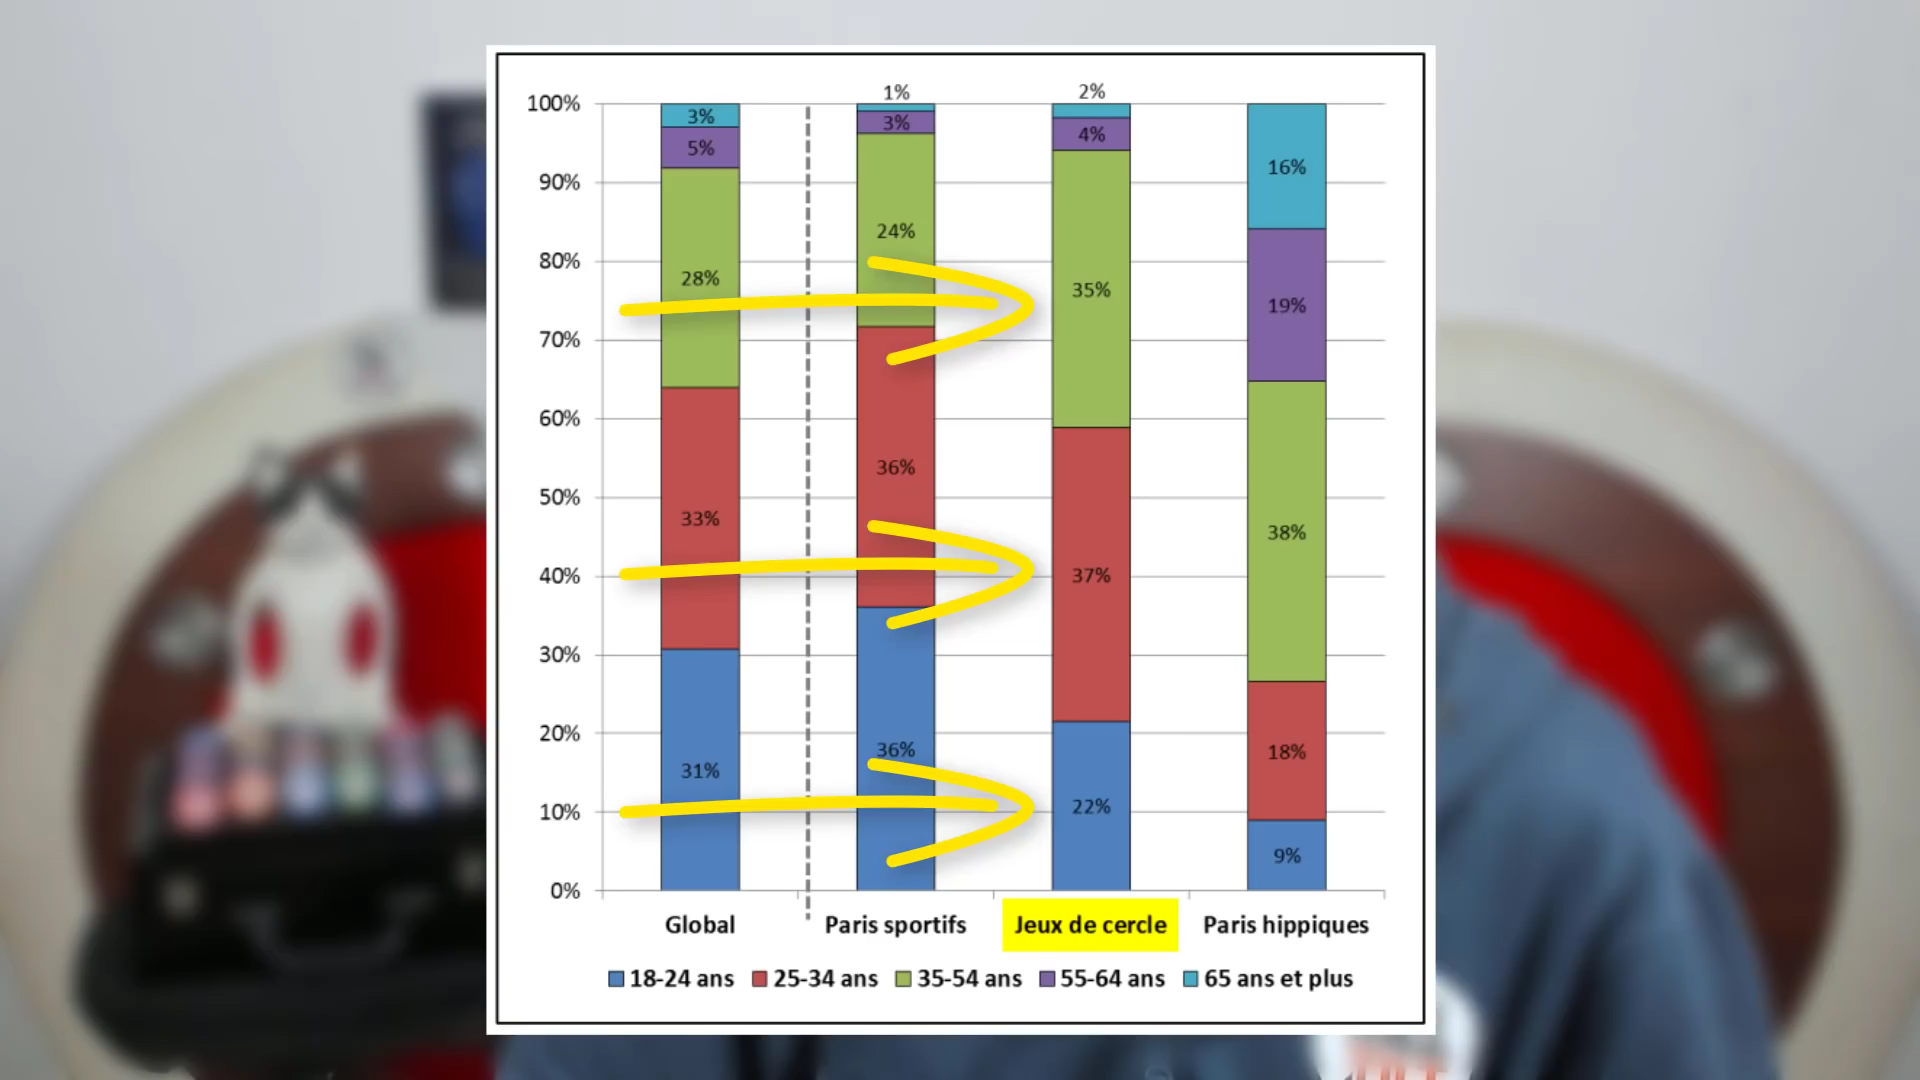 1% 2%
100% 3% 3% 4%
5% 16%
90%
24%
80% 28% 35% 19%
70%
60%
36% 38%
50% 33%
40% 37%
30%
20% 36% 18%
31%
10% 22% 9%
0%
Global Paris sportifs Jeux de cercle Paris hippiques
18-24 ans 25-34 ans 35-54 ans 55-64 ans 65 ans et plus